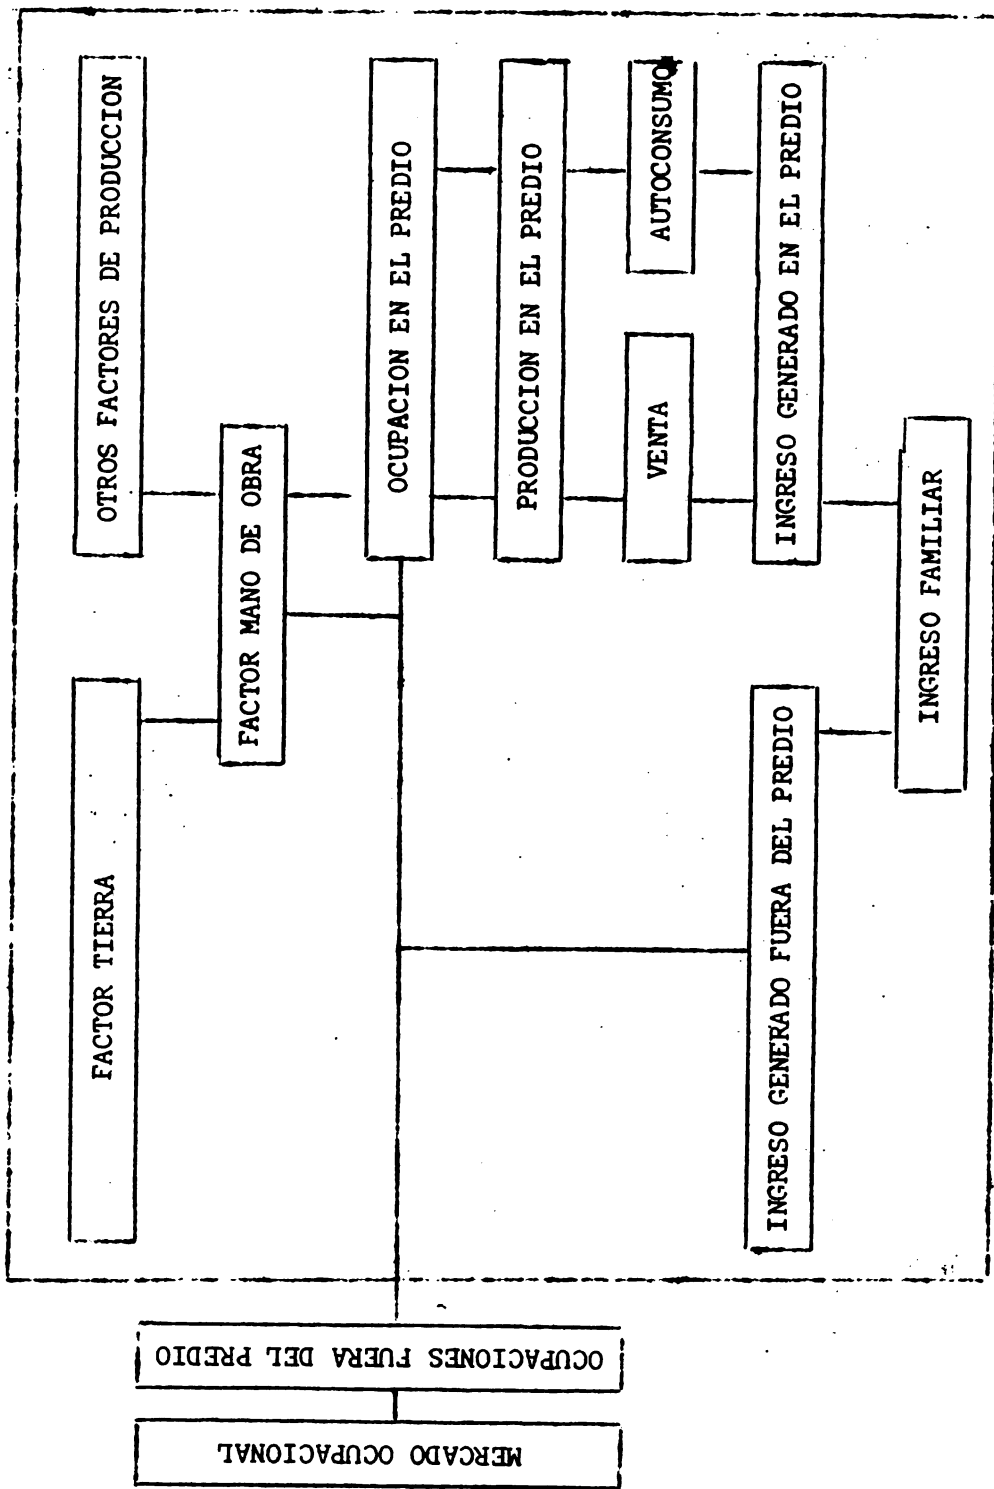 FACTOR TIERRA
OTROS FACTORES DE PRODUCCION
FACTOR MANO DE OBRA
MERCADO OCUPACIONAL
OCUPACIONES FUERA DEL PREDIO
OCUPACION EN EL PREDIO
PRODUCCION EN EL PREDIO
VENTA
AUTOCONSUMO
INGRESO GENERADO FUERA DEL PREDIO
INGRESO GENERADO EN EL PREDIO
INGRESO FAMILIAR